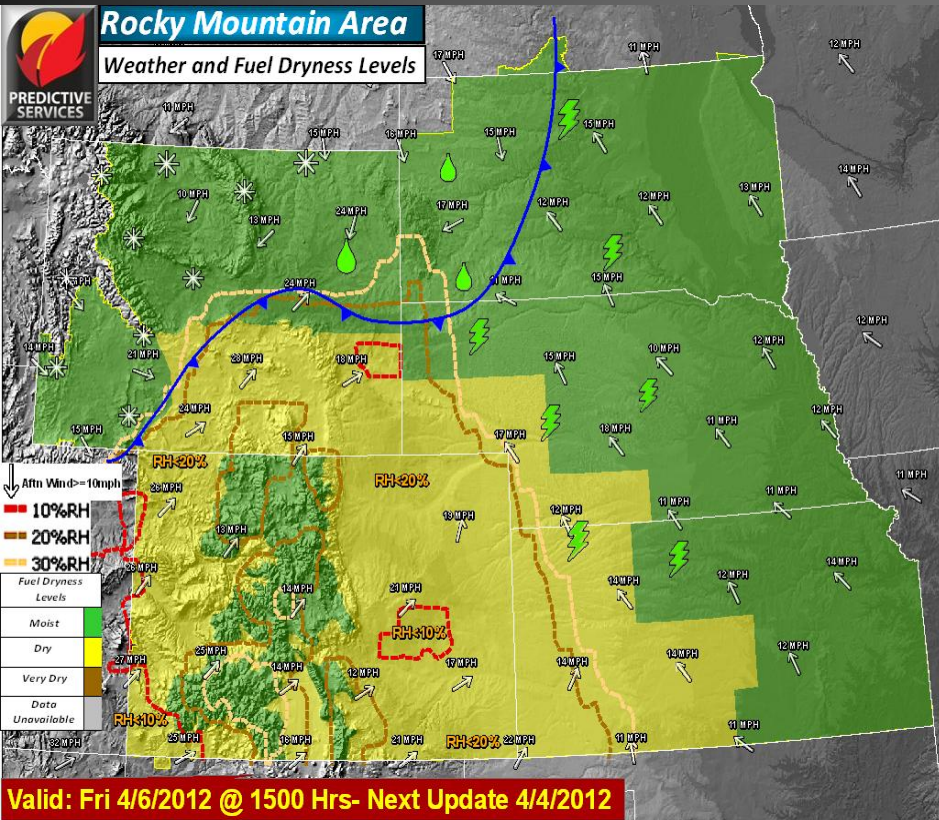 Rocky Mountain Area
Weather and Fuel Dryness Levels
PREDICTIVE
SERVICES
17 MPH
11 MPH
12 MPH
11 MPH
15 MPH
16 MPH
15 MPH
15 MPH
14 MPH
10 MPH
13 MPH
24 MPH
17 MPH
12 MPH
12 MPH
13 MPH
24 MPH
15 MPH
12 MPH
14 MPH
21 MPH
28 MPH
18 MPH
15 MPH
10 MPH
12 MPH
24 MPH
15 MPH
15 MPH
17 MPH
18 MPH
11 MPH
12 MPH
RH<20%
RH<20%
11 MPH
Aftn Wind>=10mph
26 MPH
11 MPH
11 MPH
10%RH
20%RH
30%RH
13 MPH
19 MPH
12 MPH
26 MPH
14 MPH
21 MPH
14 MPH
12 MPH
14 MPH
Fuel Dryness
Levels
Moist
Dry
Very Dry
Data
Unavailable
RH<10%
27 MPH
25 MPH
14 MPH
12 MPH
17 MPH
14 MPH
14 MPH
12 MPH
RH<10%
32 MPH
25 MPH
16 MPH
21 MPH
RH<20%
22 MPH
11 MPH
11 MPH
Valid: Fri 4/6/2012 @ 1500 Hrs- Next Update 4/4/2012